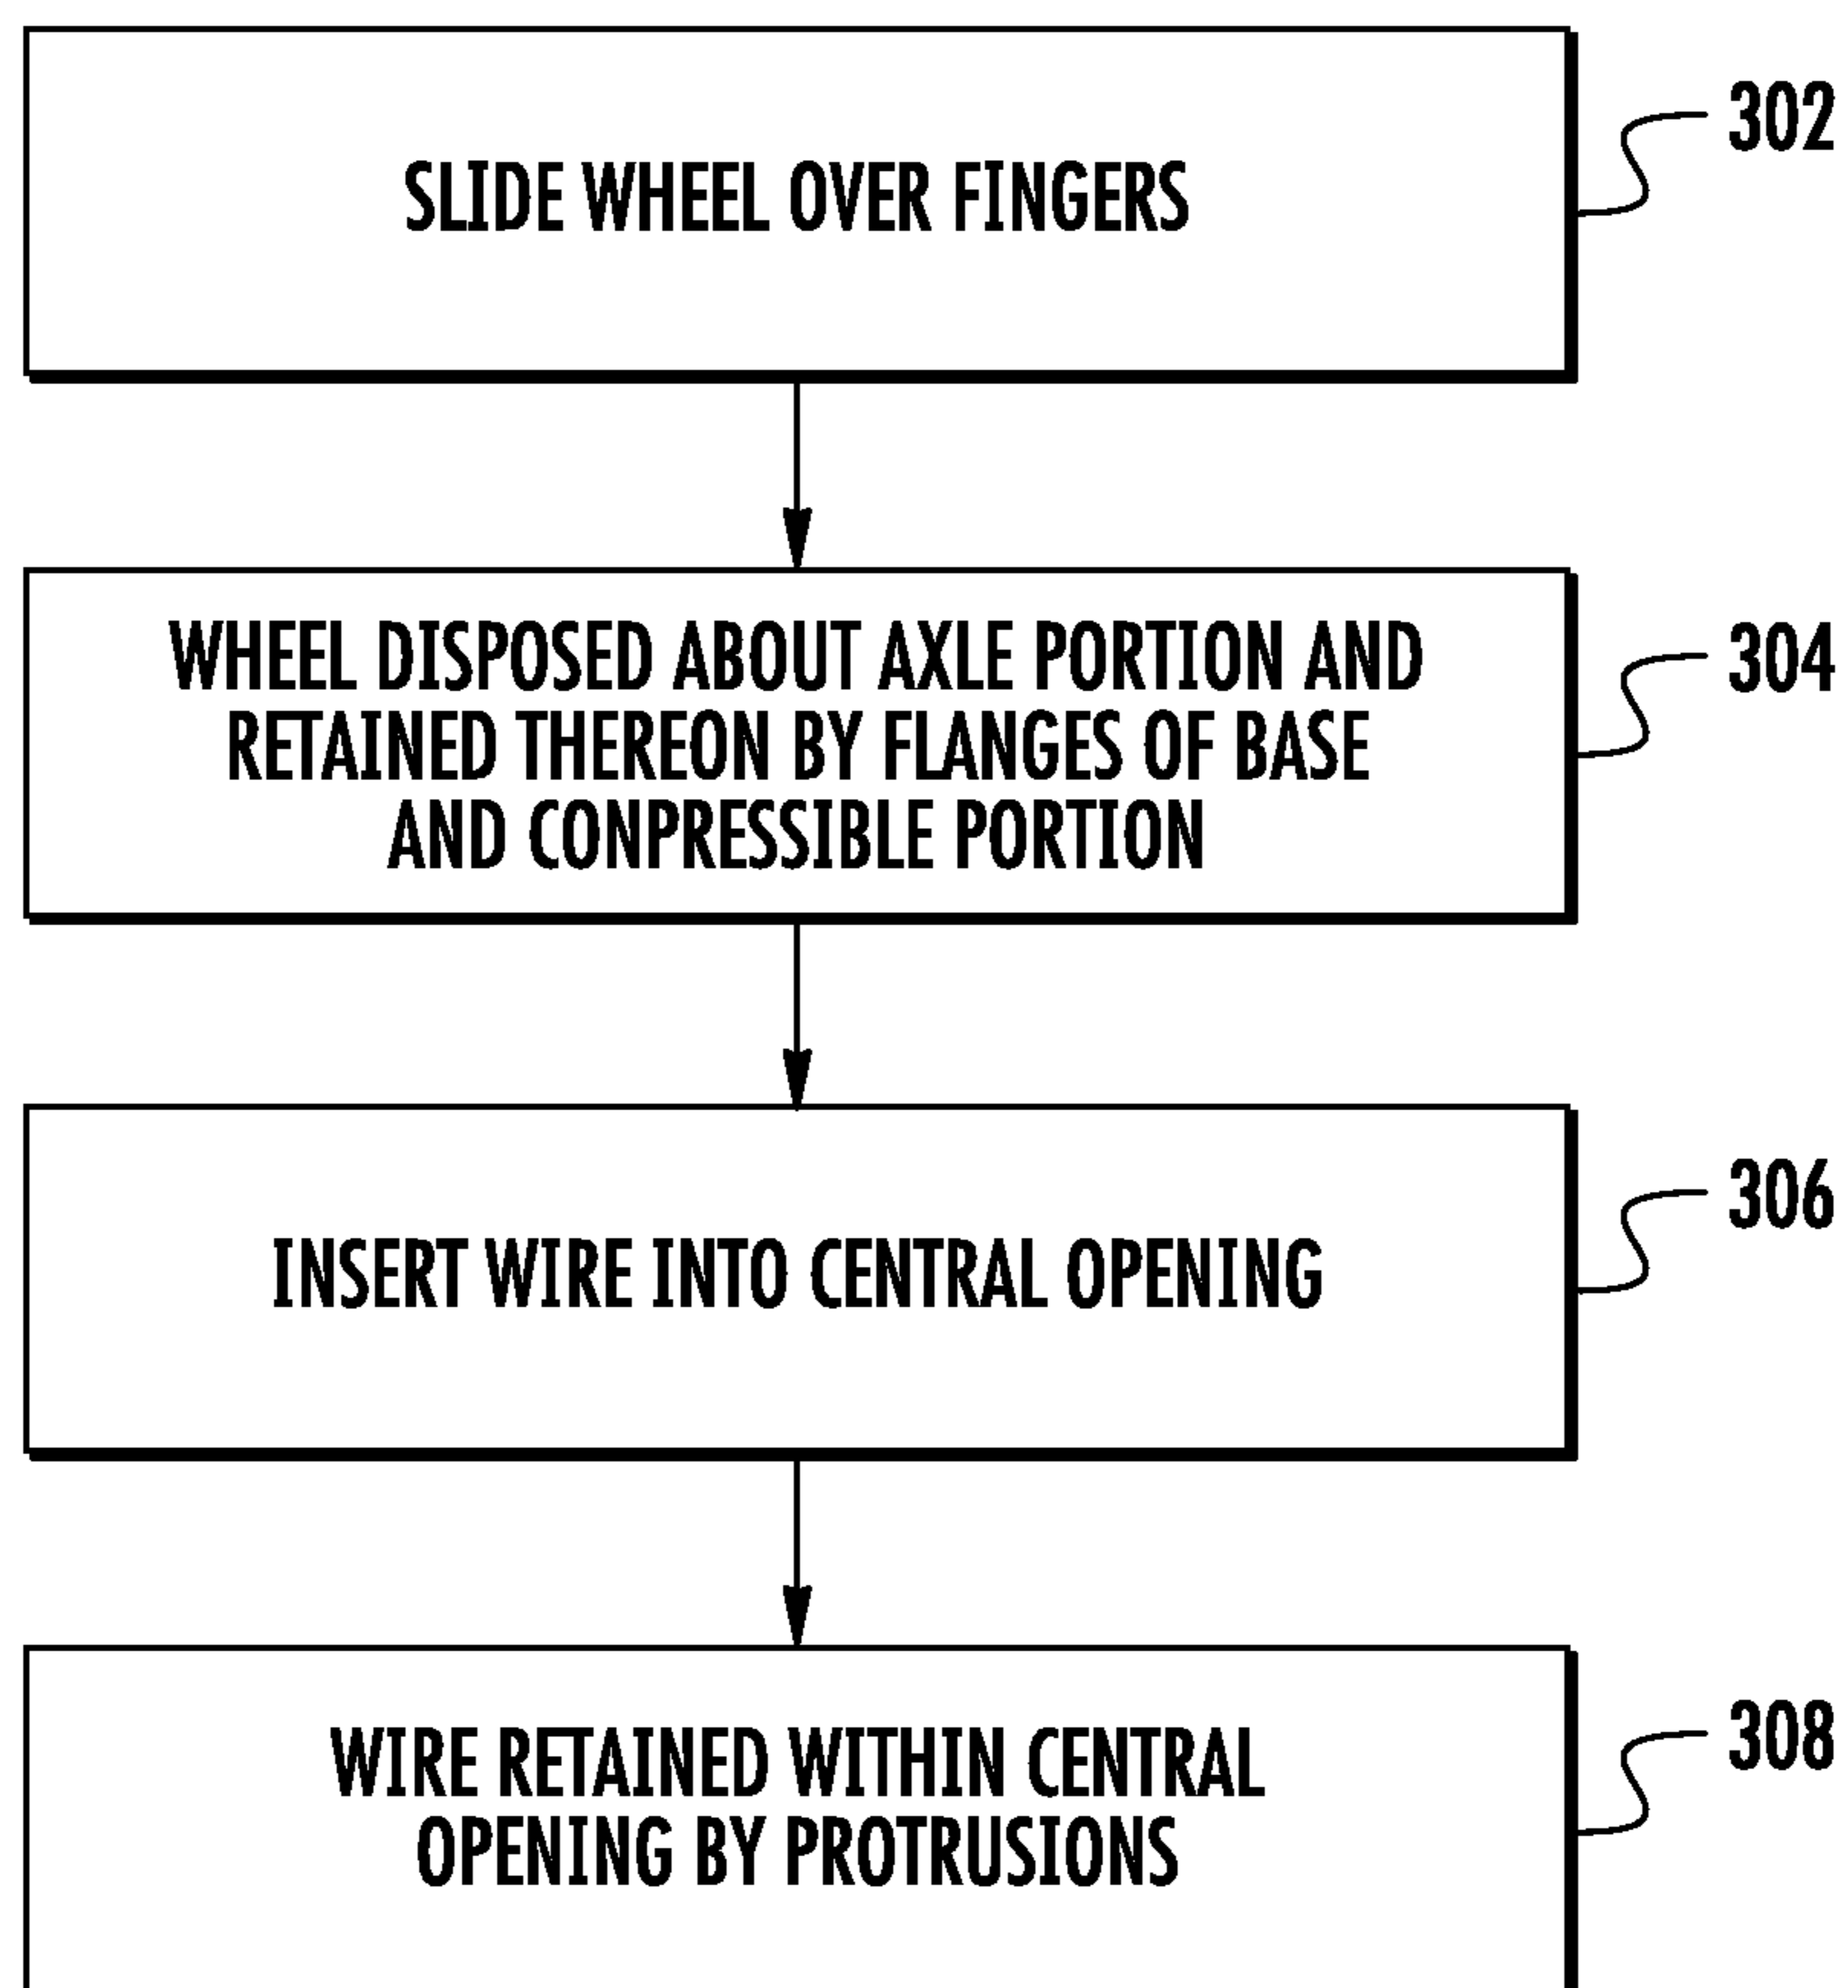 SLIDE WHEEL OVER FINGERS
302
WHEEL DISPOSED ABOUT AXLE PORTION AND
RETAINED THEREON BY FLANGES OF BASE
AND CONPRESSIBLE PORTION
304
INSERT WIRE INTO CENTRAL OPENING
306
WIRE RETAINED WITHIN CENTRAL
OPENING BY PROTRUSIONS
308